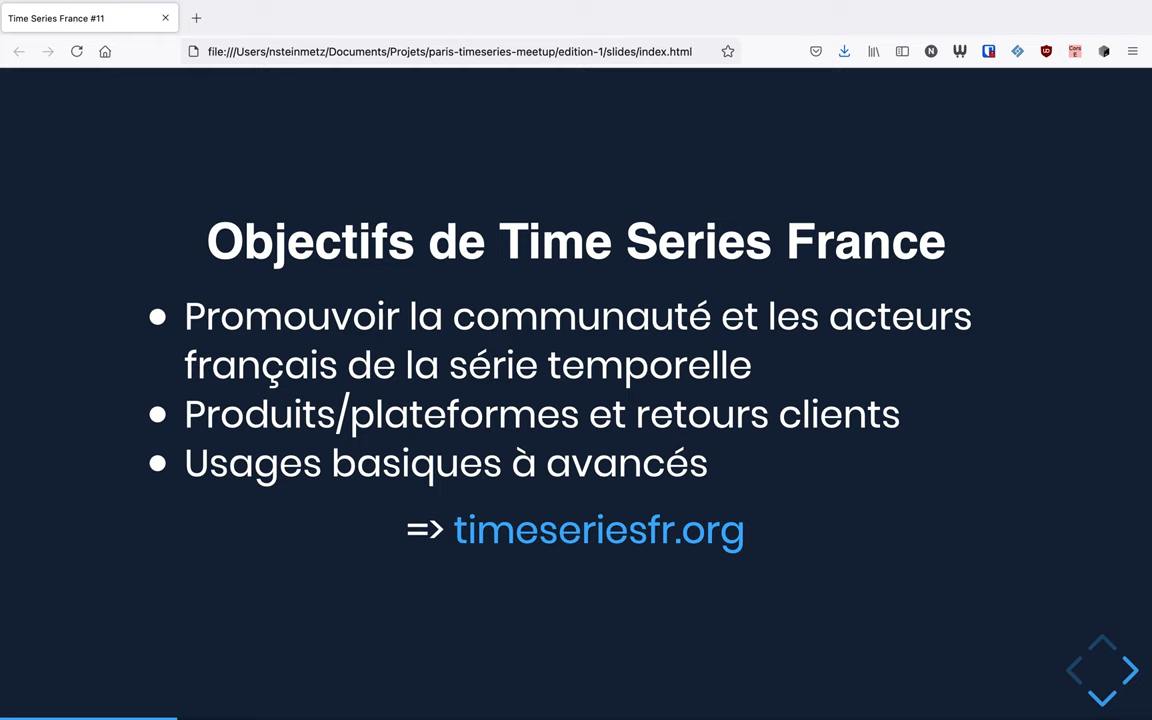 Time Series France #11
file:///Users/nsteinmetz/Documents/Projets/paris-timeseries-meetup/edition-1/slides/index.html
N
Cors
E
Objectifs de Time Series France
● Promouvoir la communauté et les acteurs
français de la série temporelle
● Produits/plateformes et retours clients
● Usages basiques à avancés
=> timeseriesfr.org